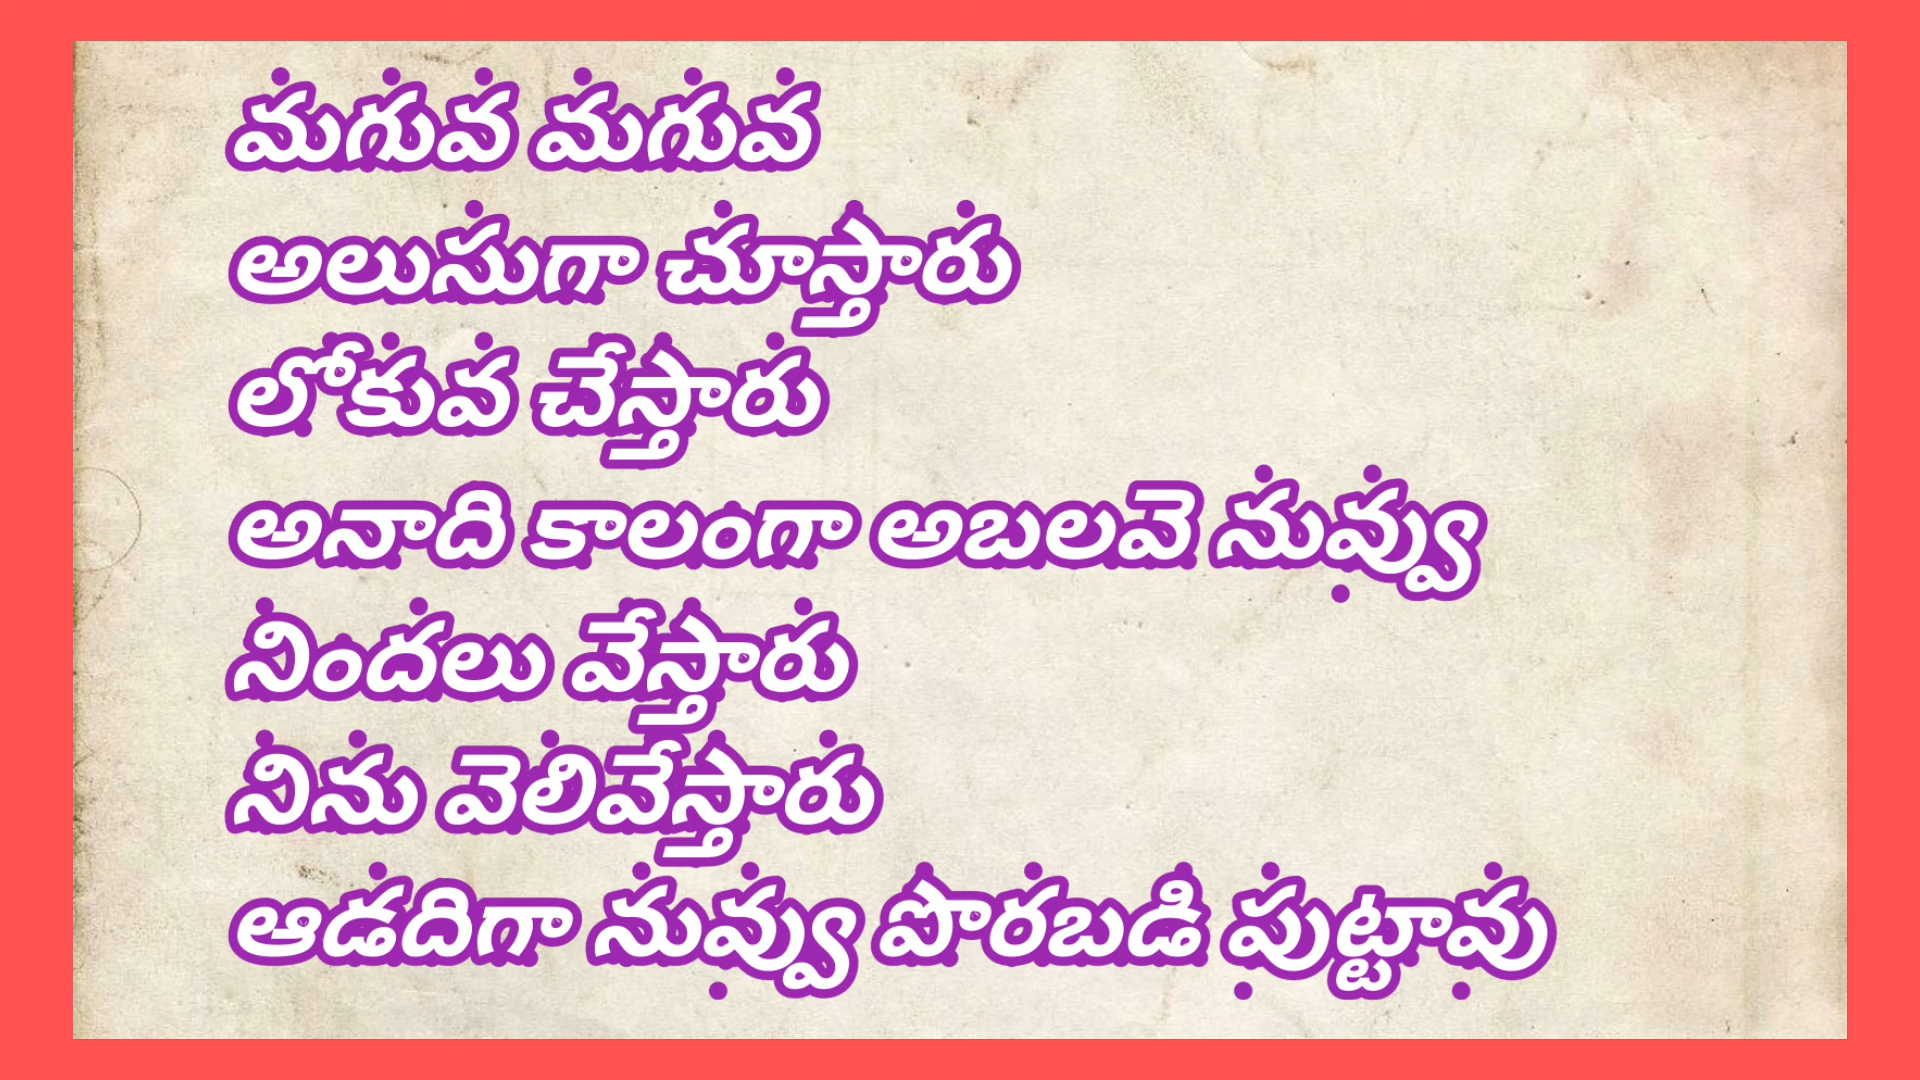 మగువ మగువ
అలుసుగా చూస్తారు
లోకువ చేస్తారు
అనాది కాలంగా అబలవె నువ్వు
నిందలు వేస్తారు
నిను వెలివేస్తారు
ఆడదిగా నువ్వు పొరబడి పుట్టావు